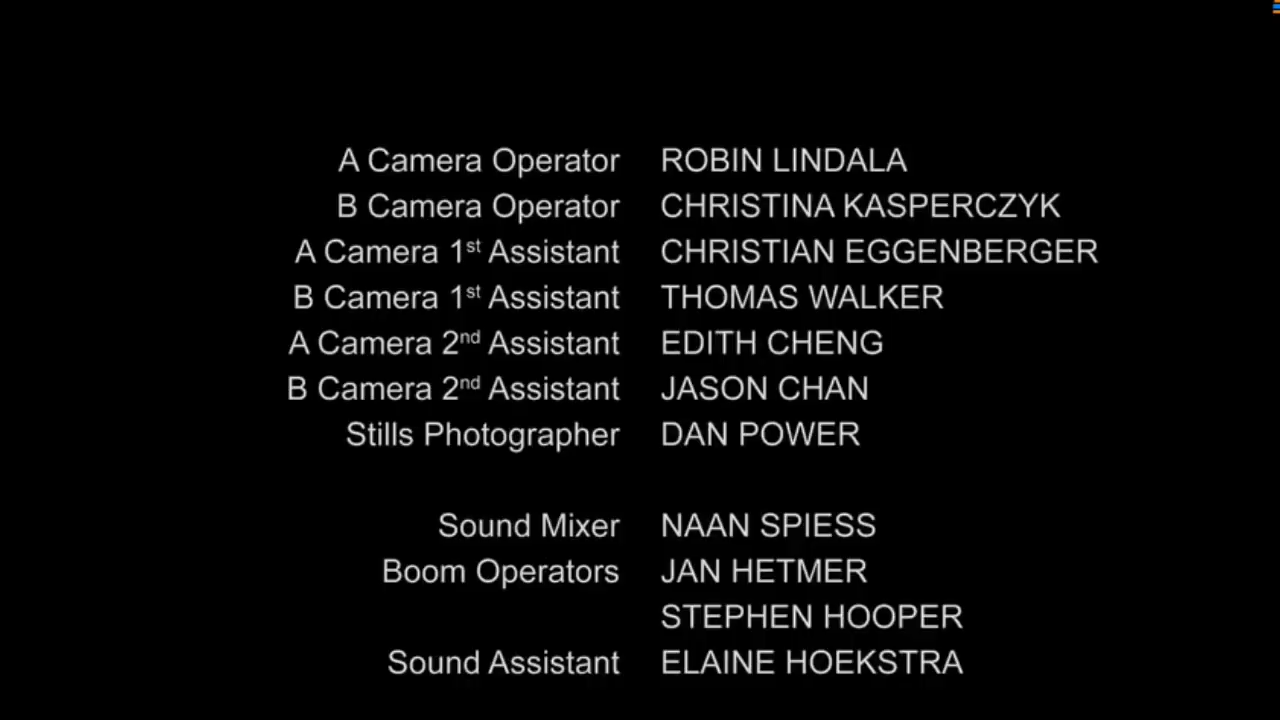 A Camera Operator ROBIN LINDALA
B Camera Operator CHRISTINA KASPERCZYK
A Camera 1st Assistant CHRISTIAN EGGENBERGER
B Camera 1st Assistant THOMAS WALKER
A Camera 2nd Assistant EDITH CHENG
B Camera 2nd Assistant JASON CHAN
Stills Photographer DAN POWER
Sound Mixer NAAN SPIESS
Boom Operators JAN HETMER
STEPHEN HOOPER
Sound Assistant ELAINE HOEKSTRA